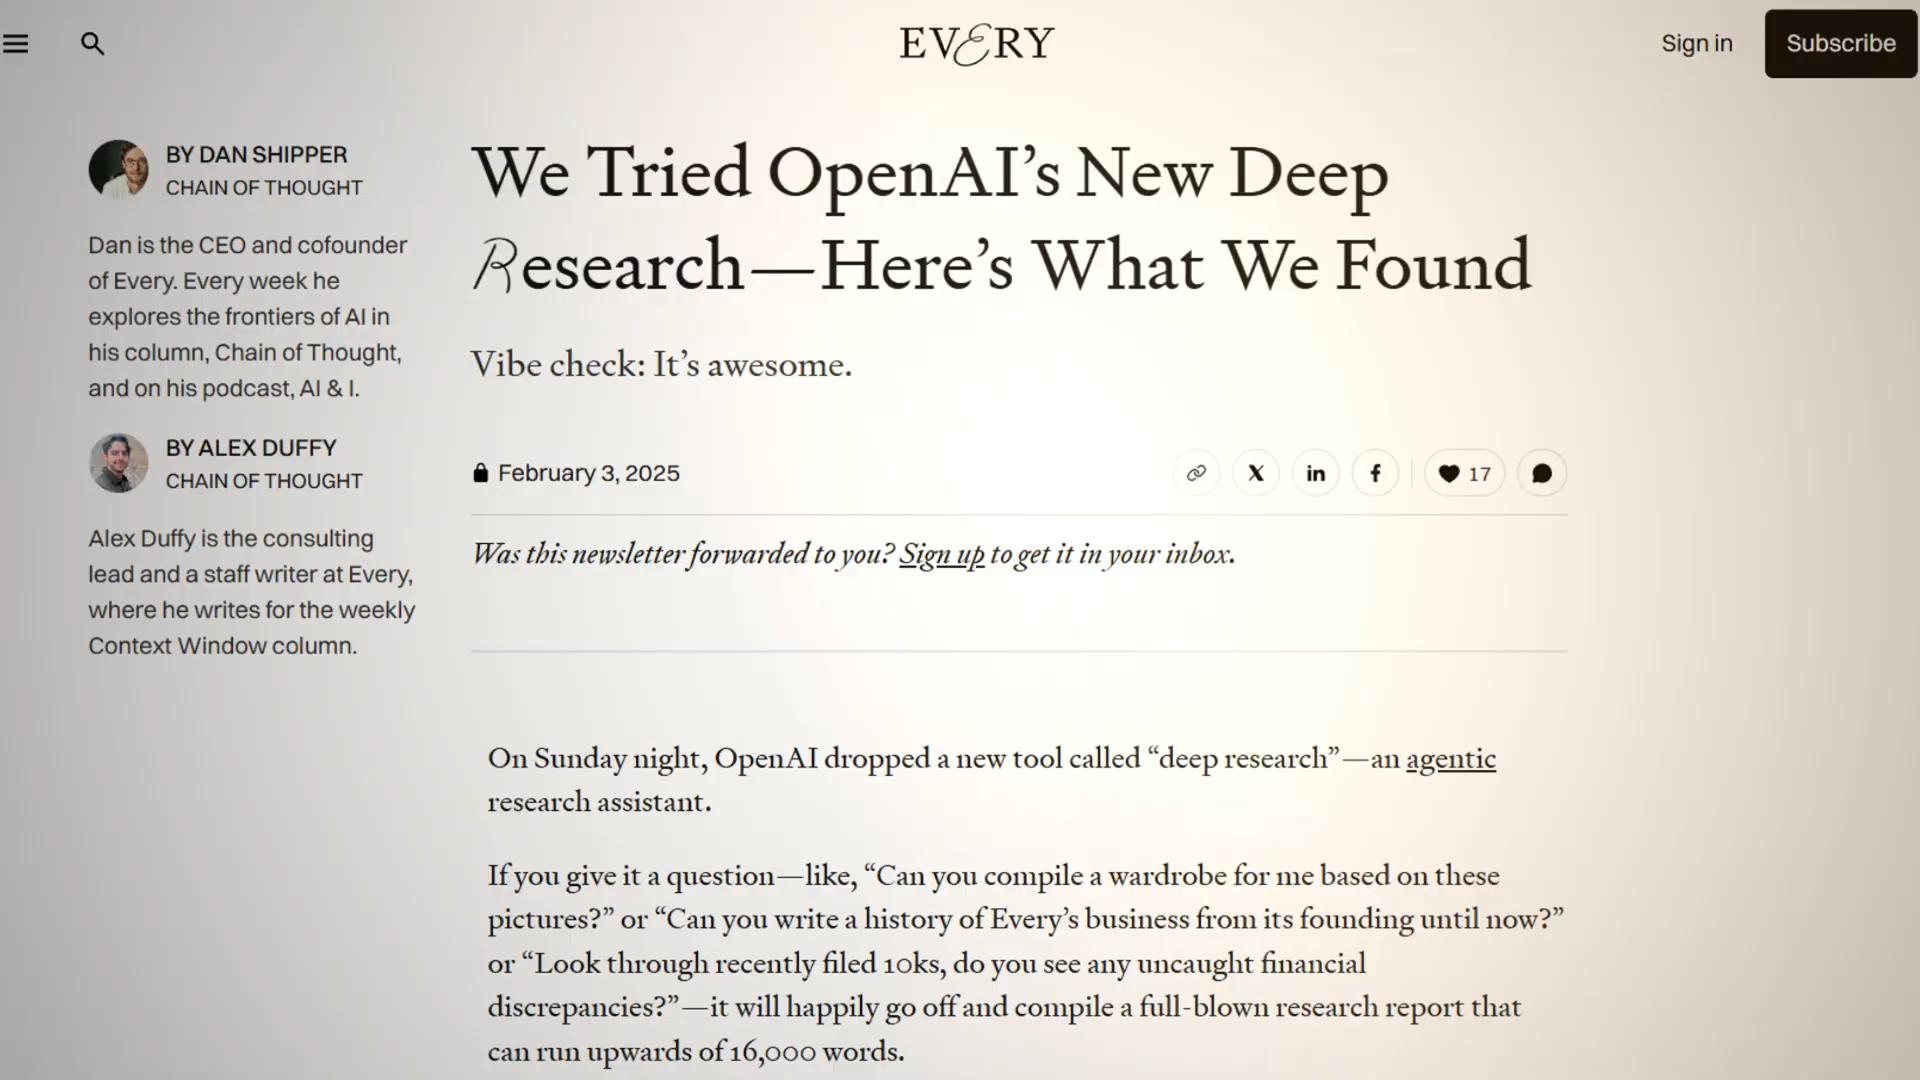 EVERY
Sign in
Subscribe
BY DAN SHIPPER
CHAIN OF THOUGHT
Dan is the CEO and cofounder
of Every. Every week he
explores the frontiers of AI in
his column, Chain of Thought,
and on his podcast, AI & I.
BY ALEX DUFFY
CHAIN OF THOUGHT
Alex Duffy is the consulting
lead and a staff writer at Every,
where he writes for the weekly
Context Window column.
We Tried OpenAI’s New Deep
Research—Here’s What We Found
Vibe check: It’s awesome.
February 3, 2025
X
in
f
17
Was this newsletter forwarded to you? Sign up to get it in your inbox.
On Sunday night, OpenAI dropped a new tool called “deep research”—an agentic
research assistant.
If you give it a question—like, “Can you compile a wardrobe for me based on these
pictures?” or “Can you write a history of Every’s business from its founding until now?”
or “Look through recently filed 10ks, do you see any uncaught financial
discrepancies?”—it will happily go off and compile a full-blown research report that
can run upwards of 16,000 words.